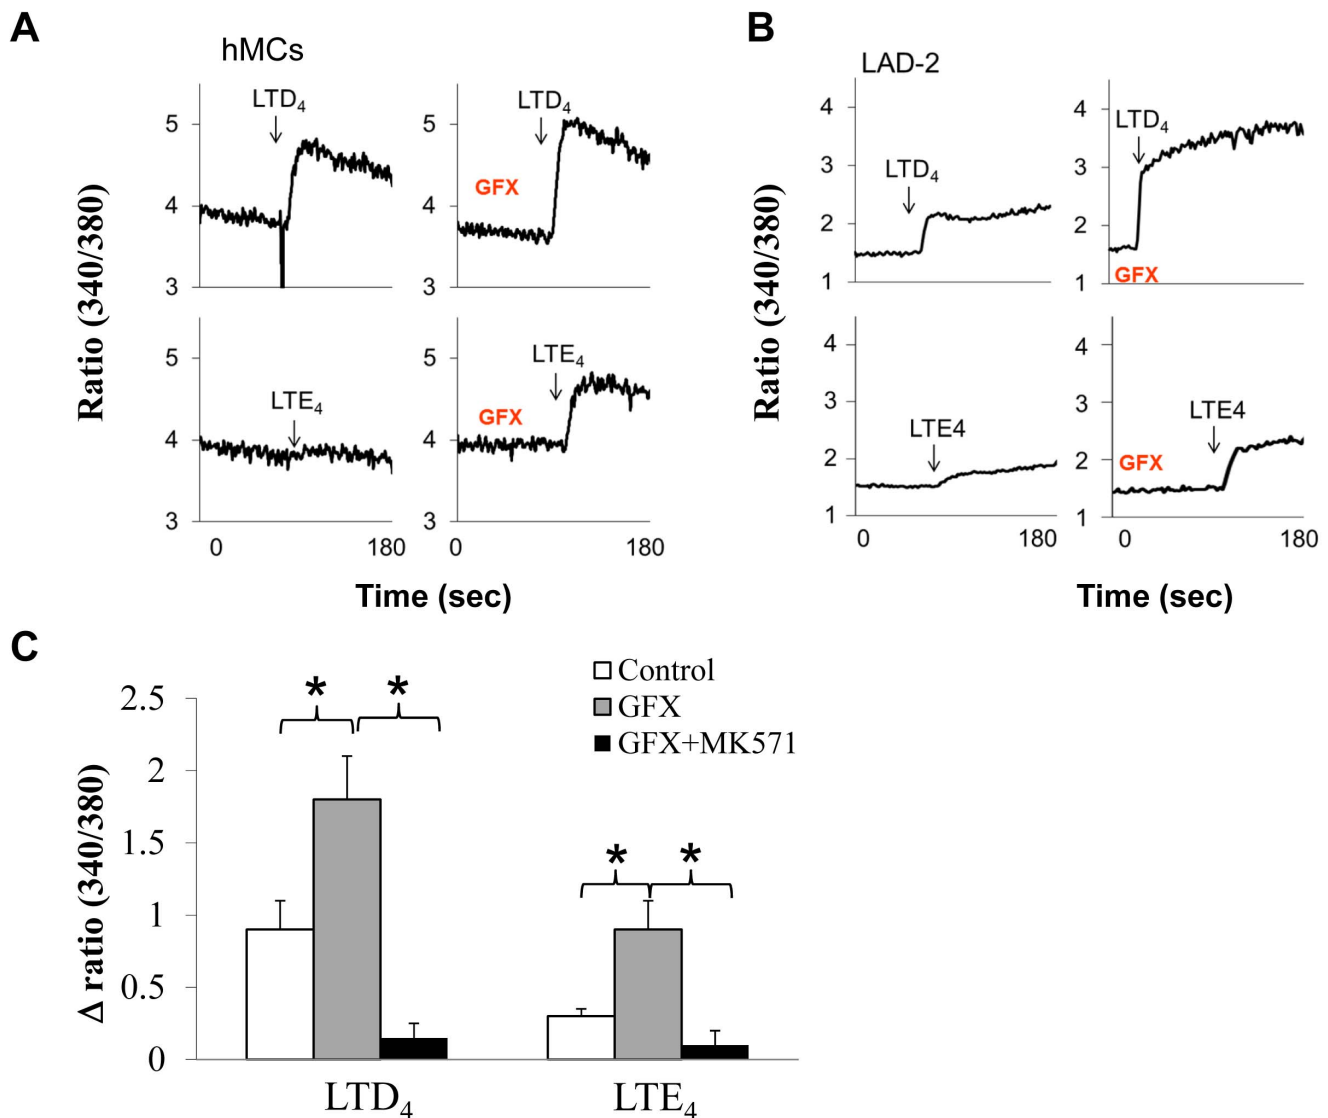 A
hMCs
Ratio (340/380)
5
4
3
LTD₄
5
4
3
LTD₄
GFX
5
4
3
LTE₄
0
180
5
4
3
LTE₄
GFX
0
180
Time (sec)
B
LAD-2
Ratio (340/380)
4
3
2
1
LTD₄
4
3
2
1
LTD₄
GFX
4
3
2
1
LTE4
0
180
4
3
2
1
LTE4
GFX
0
180
Time (sec)
C
Control
GFX
GFX+MK571
Δ ratio (340/380)
2.5
2
1.5
1
0.5
0
* *
* *
LTD₄ LTE₄